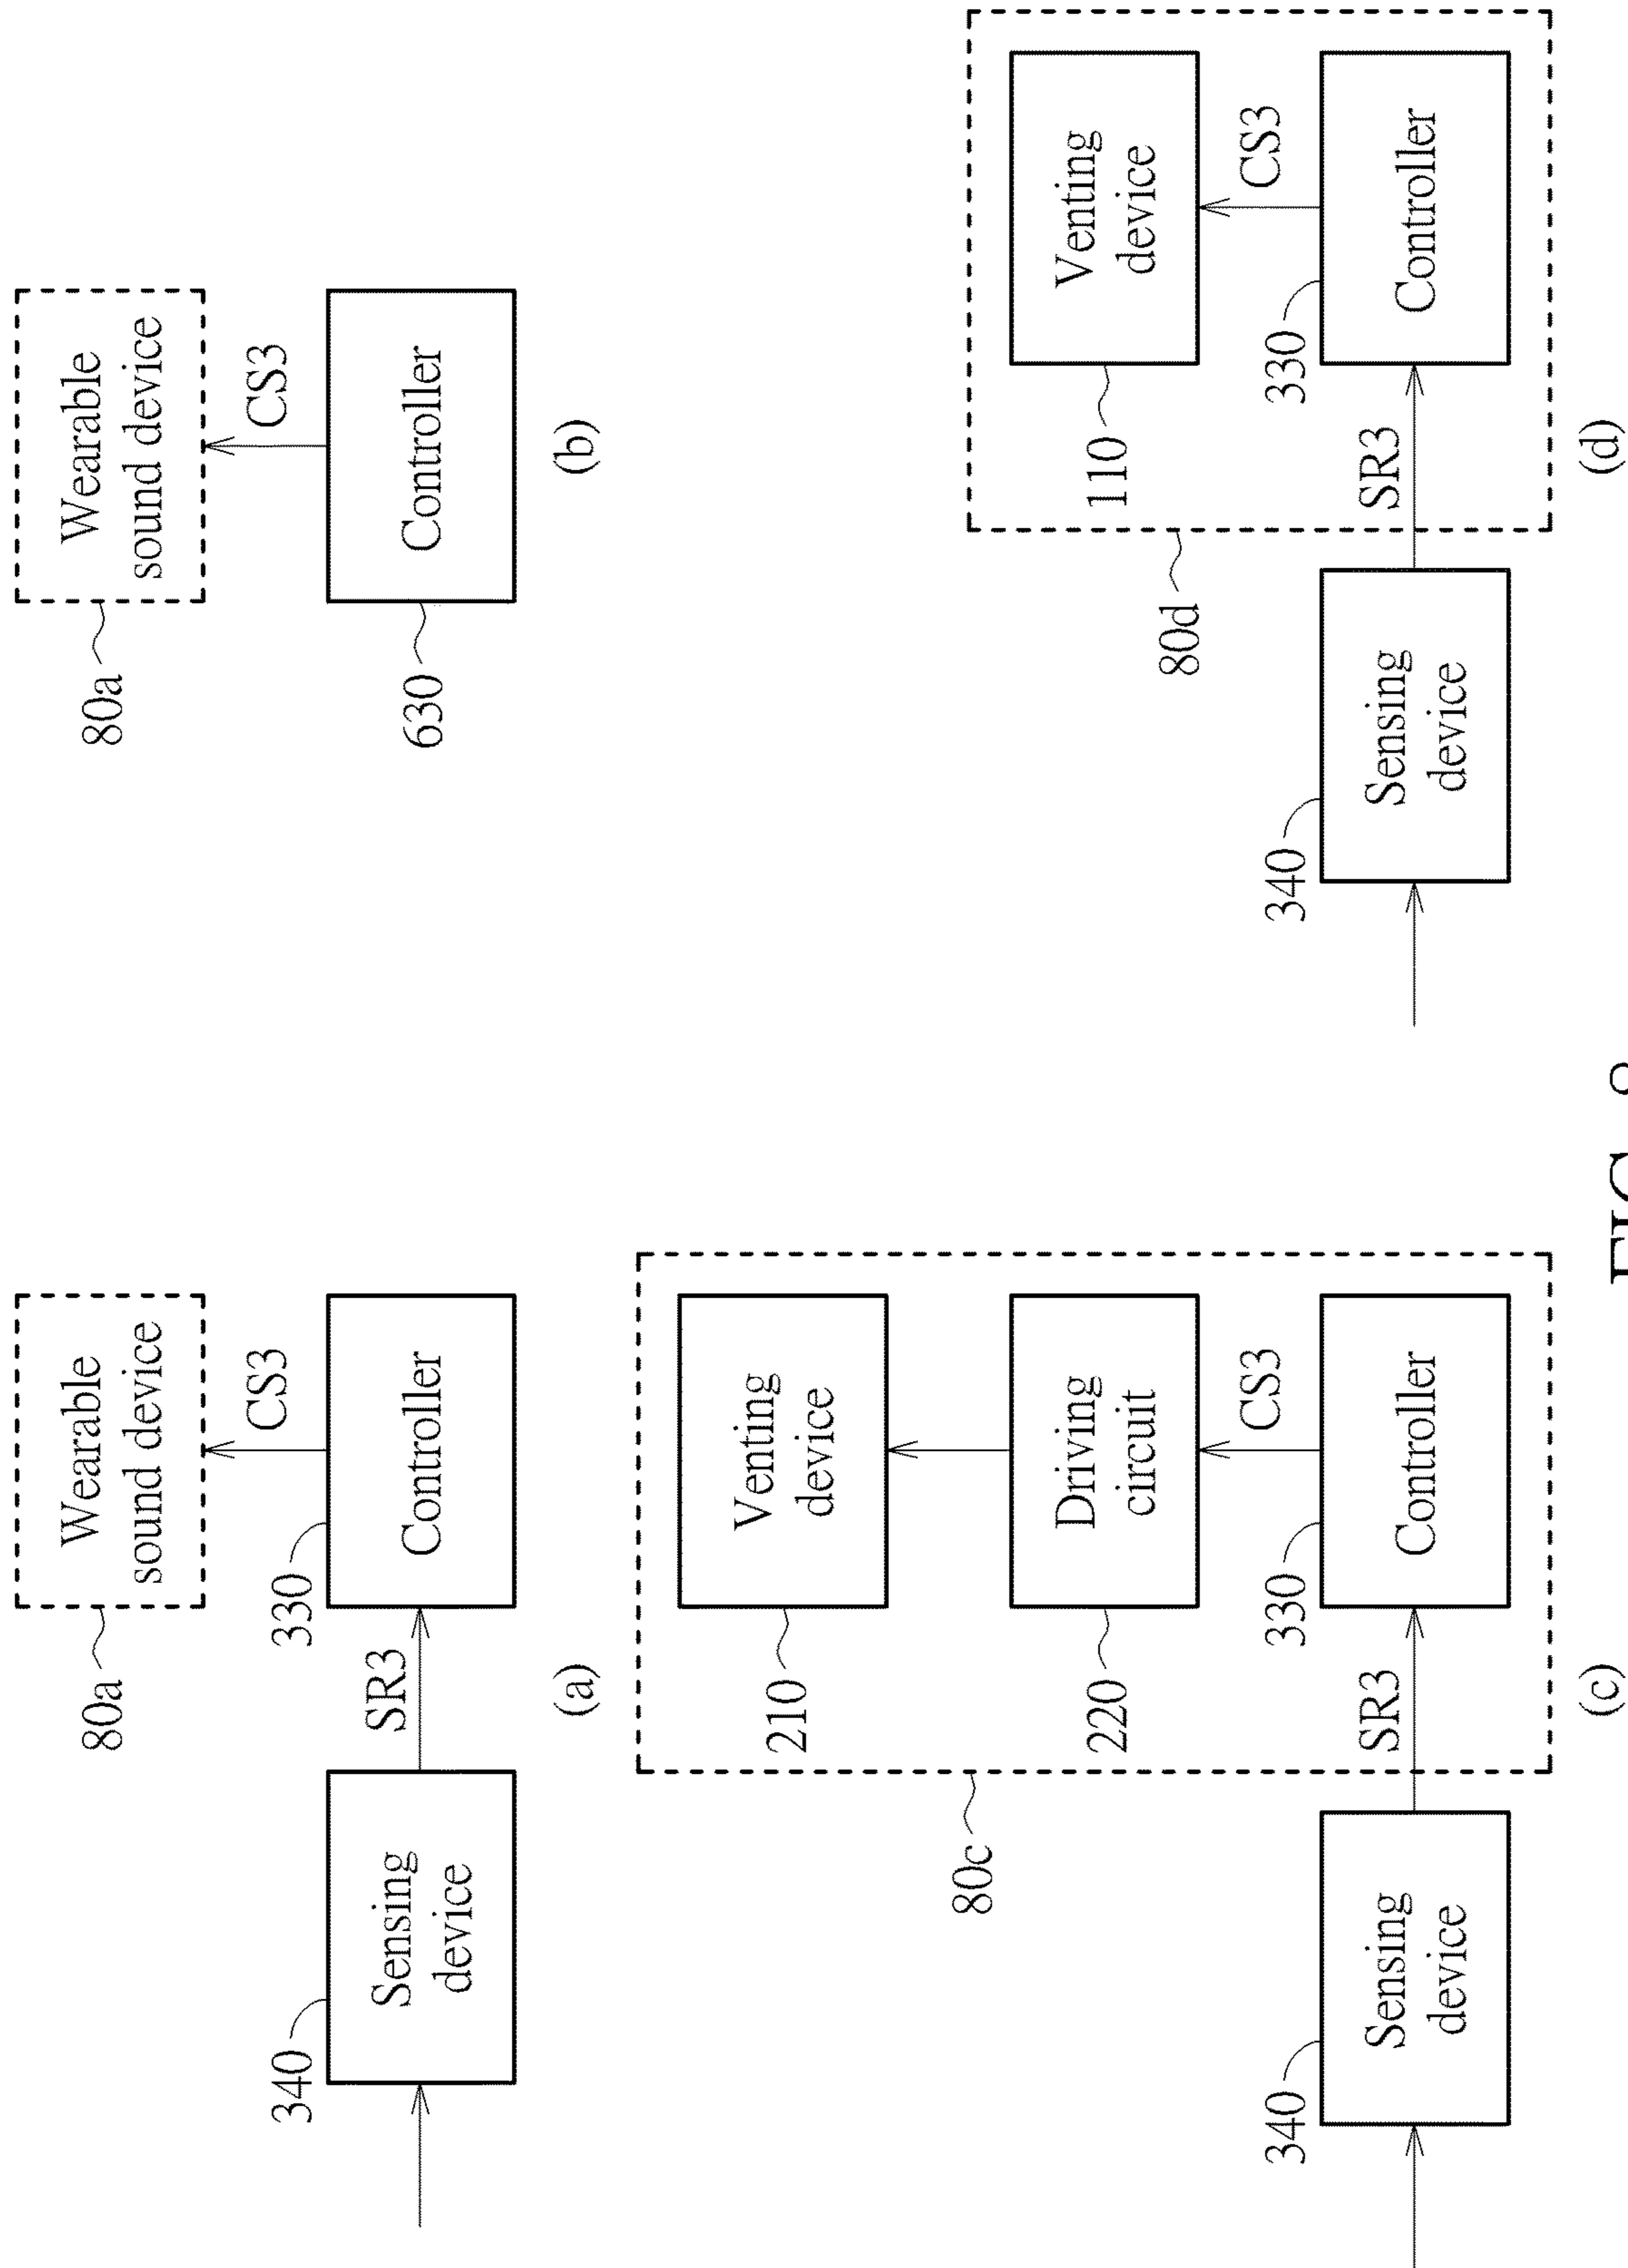 80a
Wearable
sound device
CS3
330
Controller
SR3
340
Sensing
device
(a)
80a
Wearable
sound device
CS3
630
Controller
(b)
80c
210
Venting
device
220
Driving
circuit
CS3
330
Controller
SR3
340
Sensing
device
(c)
80d
110
Venting
device
CS3
330
Controller
SR3
340
Sensing
device
(d)